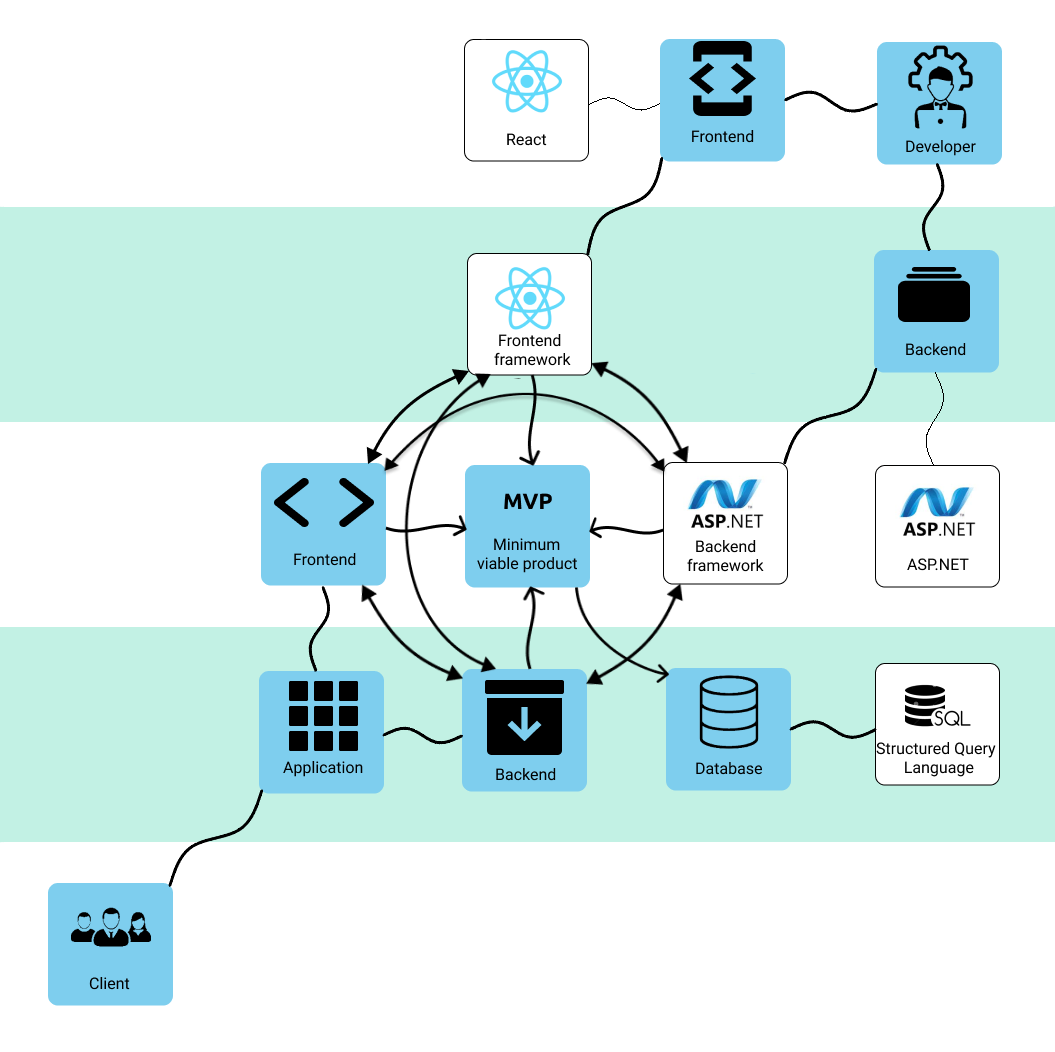 React
Frontend
Developer
Frontend
framework
Backend
MVP
Minimum
viable product
Frontend
ASP.NET
Backend
framework
ASP.NET
ASP.NET
Application
Backend
Database
SQL
Structured Query
Language
Client